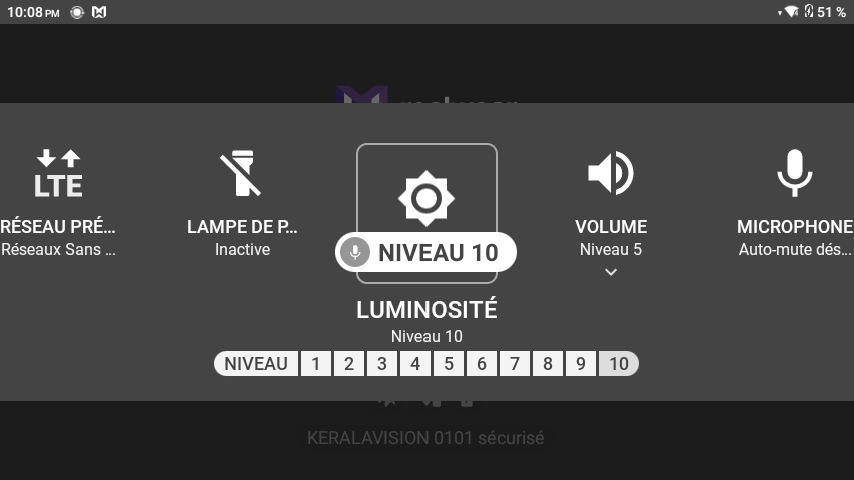 10:08 PM
51 %
LTE
RÉSEAU PRÉ...
Réseaux Sans ...
LAMPE DE P...
Inactive
NIVEAU 10
LUMINOSITÉ
Niveau 10
VOLUME
Niveau 5
MICROPHONE
Auto-mute dés...
NIVEAU 1 2 3 4 5 6 7 8 9 10
KERALAVISION 0101 sécurisé